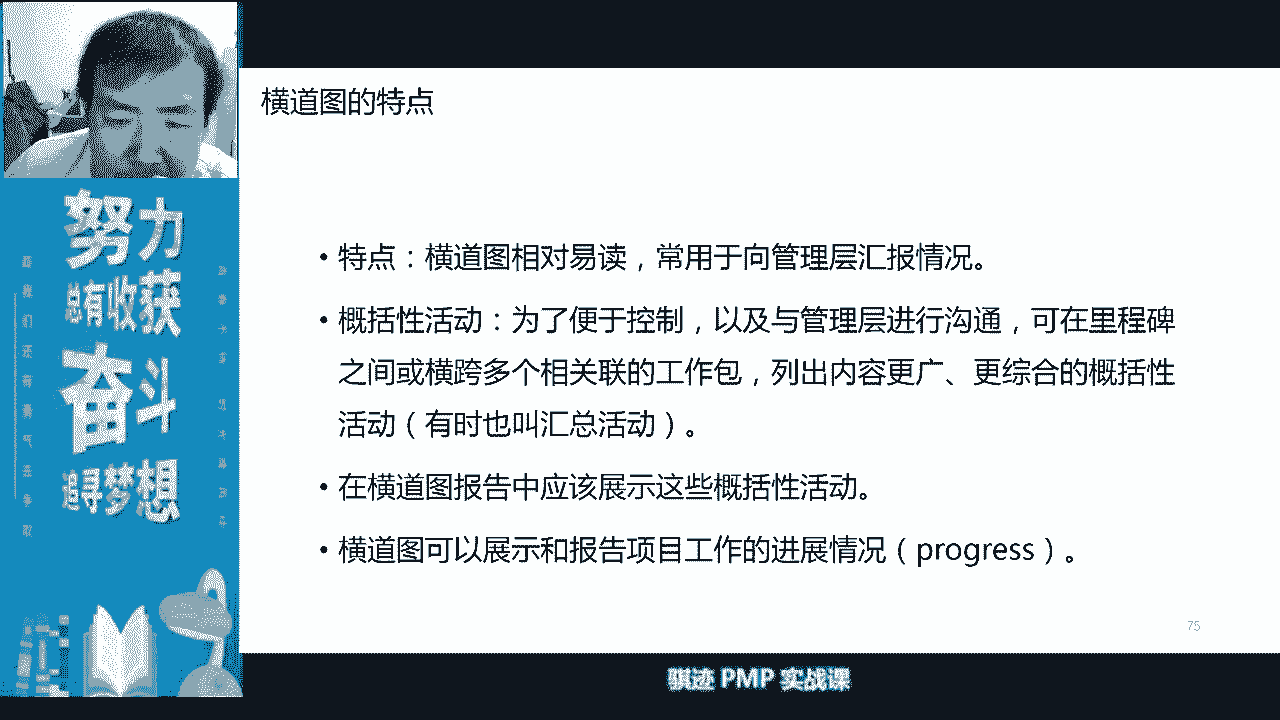 横道图的特点
努力
总有收获
奋斗
追寻梦想
• 特点：横道图相对易读，常用于向管理层汇报情况。
• 概括性活动：为了便于控制，以及与管理层进行沟通，可在里程碑
之间或横跨多个相关联的工作包，列出内容更广、更综合的概括性
活动（有时也叫汇总活动）。
• 在横道图报告中应该展示这些概括性活动。
• 横道图可以展示和报告项目工作的进展情况（progress）。
75
骐迹 PMP 实战课